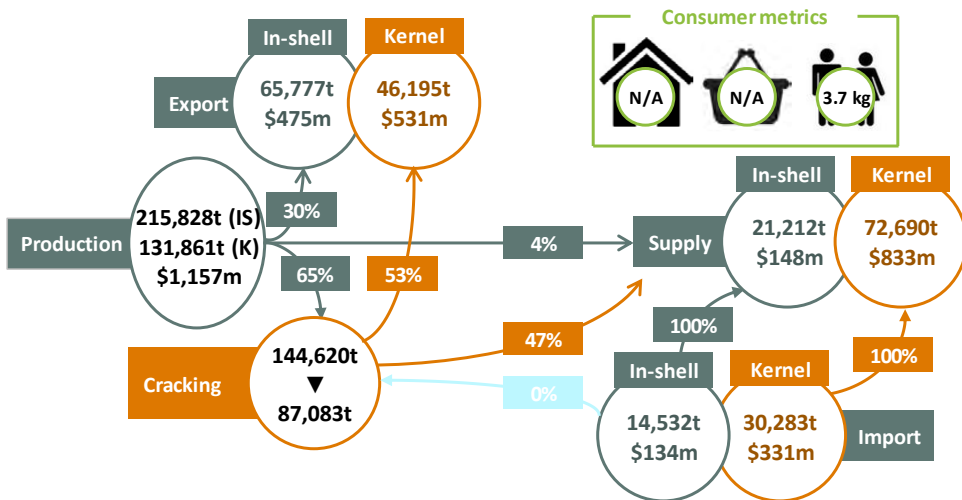 Consumer metrics
N/A
N/A
3.7 kg
In-shell
Kernel
Export
65,777t
$475m
46,195t
$531m
Production
215,828t (IS)
131,861t (K)
$1,157m
30%
4%
65%
53%
In-shell
Kernel
Supply
21,212t
$148m
72,690t
$833m
Cracking
144,620t
▼
87,083t
47%
0%
100%
100%
In-shell
Kernel
14,532t
$134m
30,283t
$331m
Import